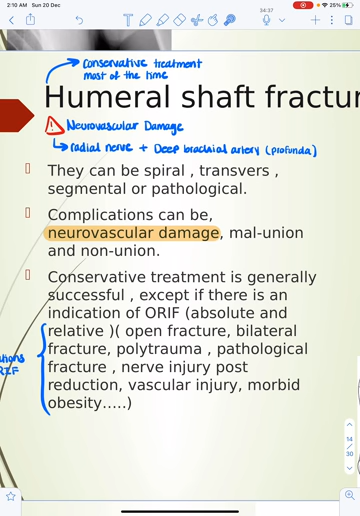 2:10 AM Sun 20 Dec
34:37
25%
Conservative treatment
most of the time
Humeral shaft fractur
Neurovascular Damage
radial nerve + Deep brachial artery (profunda)
They can be spiral , transvers ,
segmental or pathological.
Complications can be,
neurovascular damage, mal-union
and non-union.
Conservative treatment is generally
successful , except if there is an
indication of ORIF (absolute and
relative )( open fracture, bilateral
fracture, polytrauma , pathological
fracture , nerve injury post
reduction, vascular injury, morbid
obesity.....)
14
30